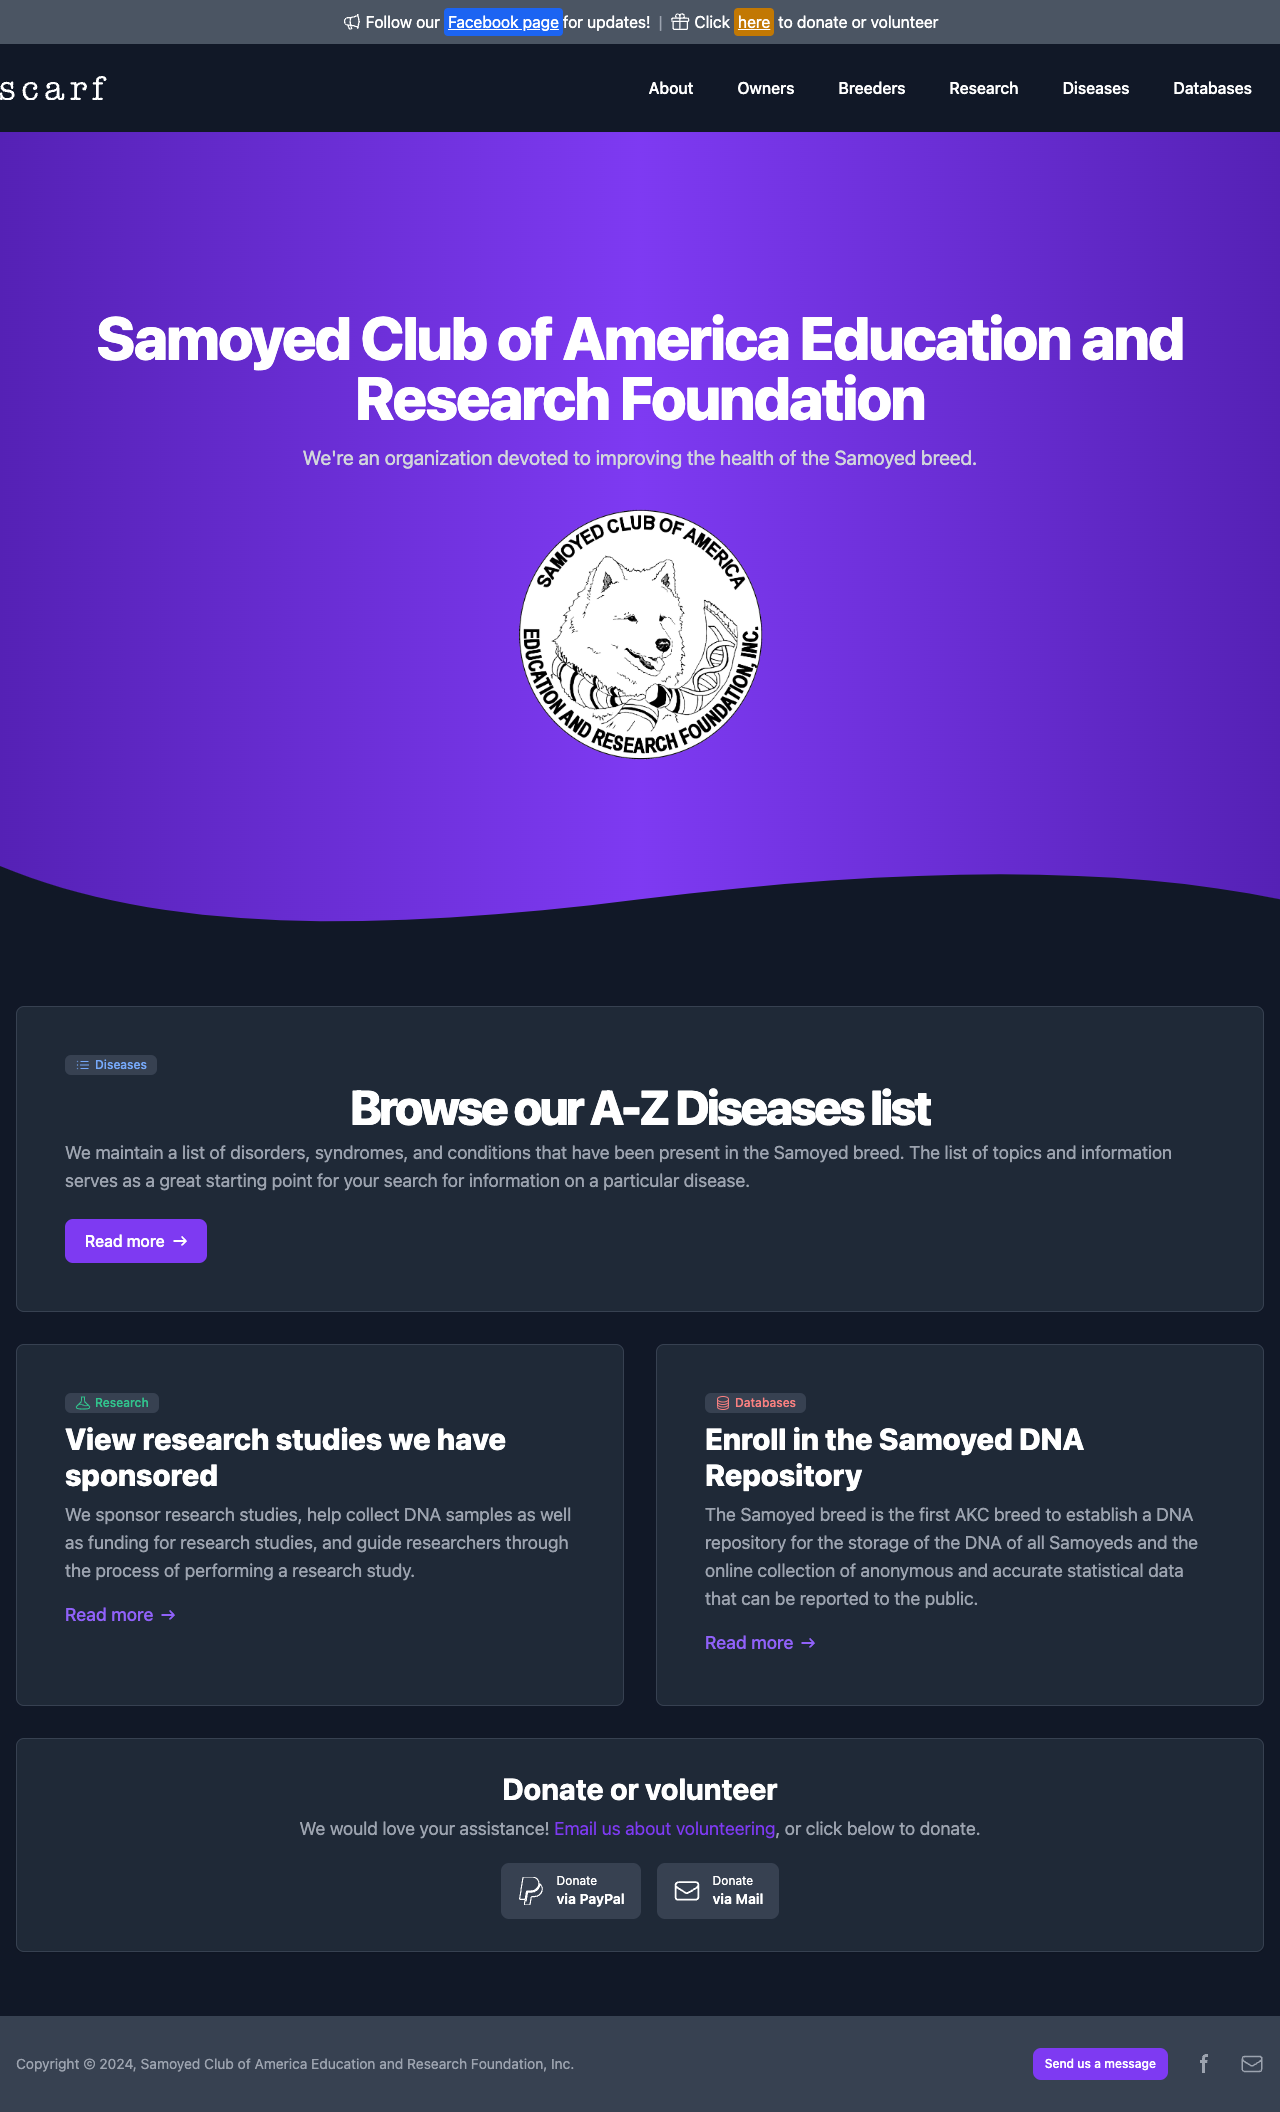 Follow our Facebook page for updates! | Click here to donate or volunteer
scarf
About Owners Breeders Research Diseases Databases
Samoyed Club of America Education and
Research Foundation
We're an organization devoted to improving the health of the Samoyed breed.
SAMOYED CLUB OF AMERICA
EDUCATION AND RESEARCH FOUNDATION, INC.
Diseases
Browse our A-Z Diseases list
We maintain a list of disorders, syndromes, and conditions that have been present in the Samoyed breed. The list of topics and information
serves as a great starting point for your search for information on a particular disease.
Read more →
Research
View research studies we have
sponsored
We sponsor research studies, help collect DNA samples as well
as funding for research studies, and guide researchers through
the process of performing a research study.
Read more →
Databases
Enroll in the Samoyed DNA
Repository
The Samoyed breed is the first AKC breed to establish a DNA
repository for the storage of the DNA of all Samoyeds and the
online collection of anonymous and accurate statistical data
that can be reported to the public.
Read more →
Donate or volunteer
We would love your assistance! Email us about volunteering, or click below to donate.
Donate
via PayPal
Donate
via Mail
Copyright © 2024, Samoyed Club of America Education and Research Foundation, Inc.
Send us a message